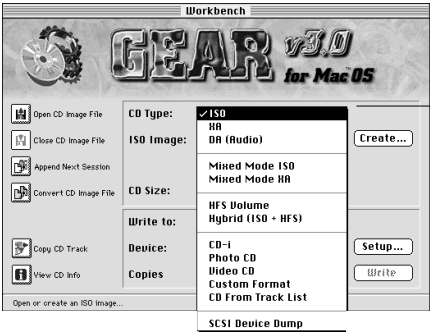 Workbench
GEAR v3.0
for Mac OS
Open CD Image File
Close CD Image File
Append Next Session
Convert CD Image File
Copy CD Track
View CD Info
CD Type:
ISO Image:
CD Size:
Write to:
Device:
Copies
✓ISO
XA
DA (Audio)
Mixed Mode ISO
Mixed Mode XA
HFS Volume
Hybrid (ISO + HFS)
CD-i
Photo CD
Video CD
Custom Format
CD From Track List
SCSI Device Dump
Create...
Setup...
Write
Open or create an ISO image...